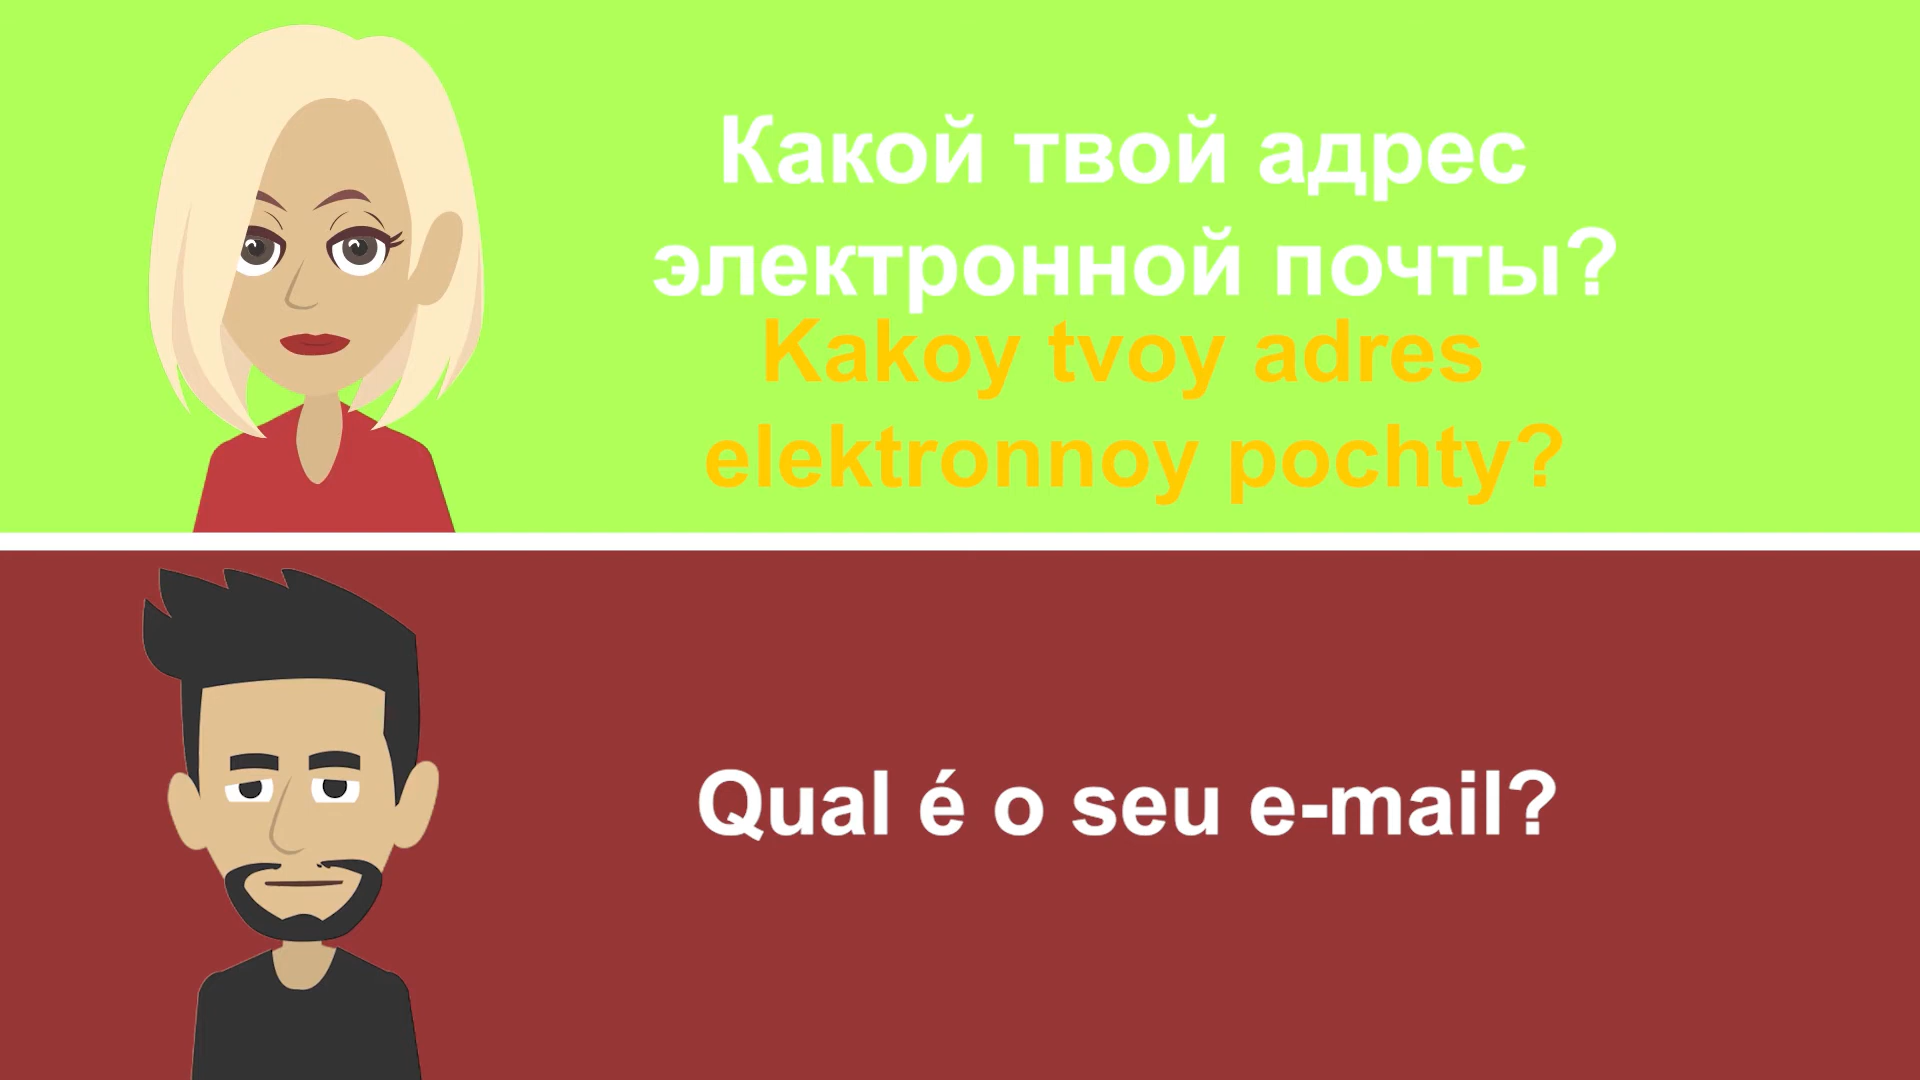 Какой твой адрес
электронной почты?
Kakoy tvoy adres
elektronnoy pochty?
Qual é o seu e-mail?